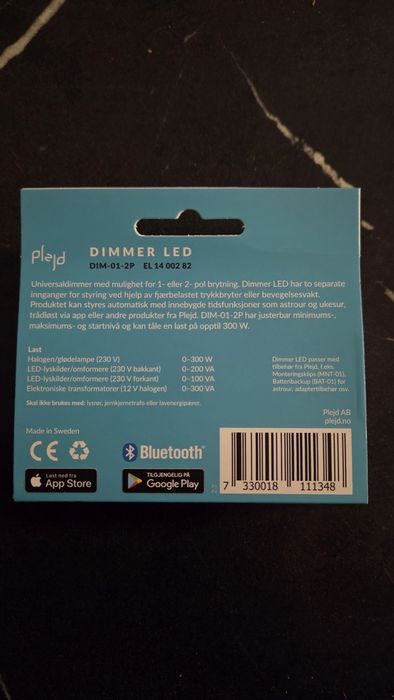 plejd
DIMMER LED
DIM-01-2P EL 14 002 82
Universaldimmer med mulighet for 1- eller 2- pol brytning. Dimmer LED har to separate
innganger for styring ved hjelp av fjærbelastet trykkbryter eller bevegelsesvakt.
Produktet kan styres automatisk med innebygde tidsfunksjoner som astrour og ukesur,
trådløst via app eller andre produkter fra Plejd. DIM-01-2P har justerbar minimums-,
maksimums- og startnivå og kan tåle en last på opptil 300 W.
Last
Halogen/glødelampe (230 V) 0–300 W
LED-lyskilder/omformere (230 V bakkant) 0–200 VA
LED-lyskilder/omformere (230 V forkant) 0–100 VA
Elektroniske transformatorer (12 V halogen) 0–300 VA
Skal ikke brukes med: lysrør, jernkjernetrafo eller lavenergipærer.
Dimmer LED passer med
tilbehør fra Plejd, f.eks.
Monteringsklips (MNT-01),
Batteribackup (BAT-01) for
astrour, adaptertilbehør osv.
Plejd AB
plejd.no
Made in Sweden
CE
Bluetooth®
Last ned fra
App Store
TILGJENGELIG PÅ
Google Play
2.3
7 330018 111348